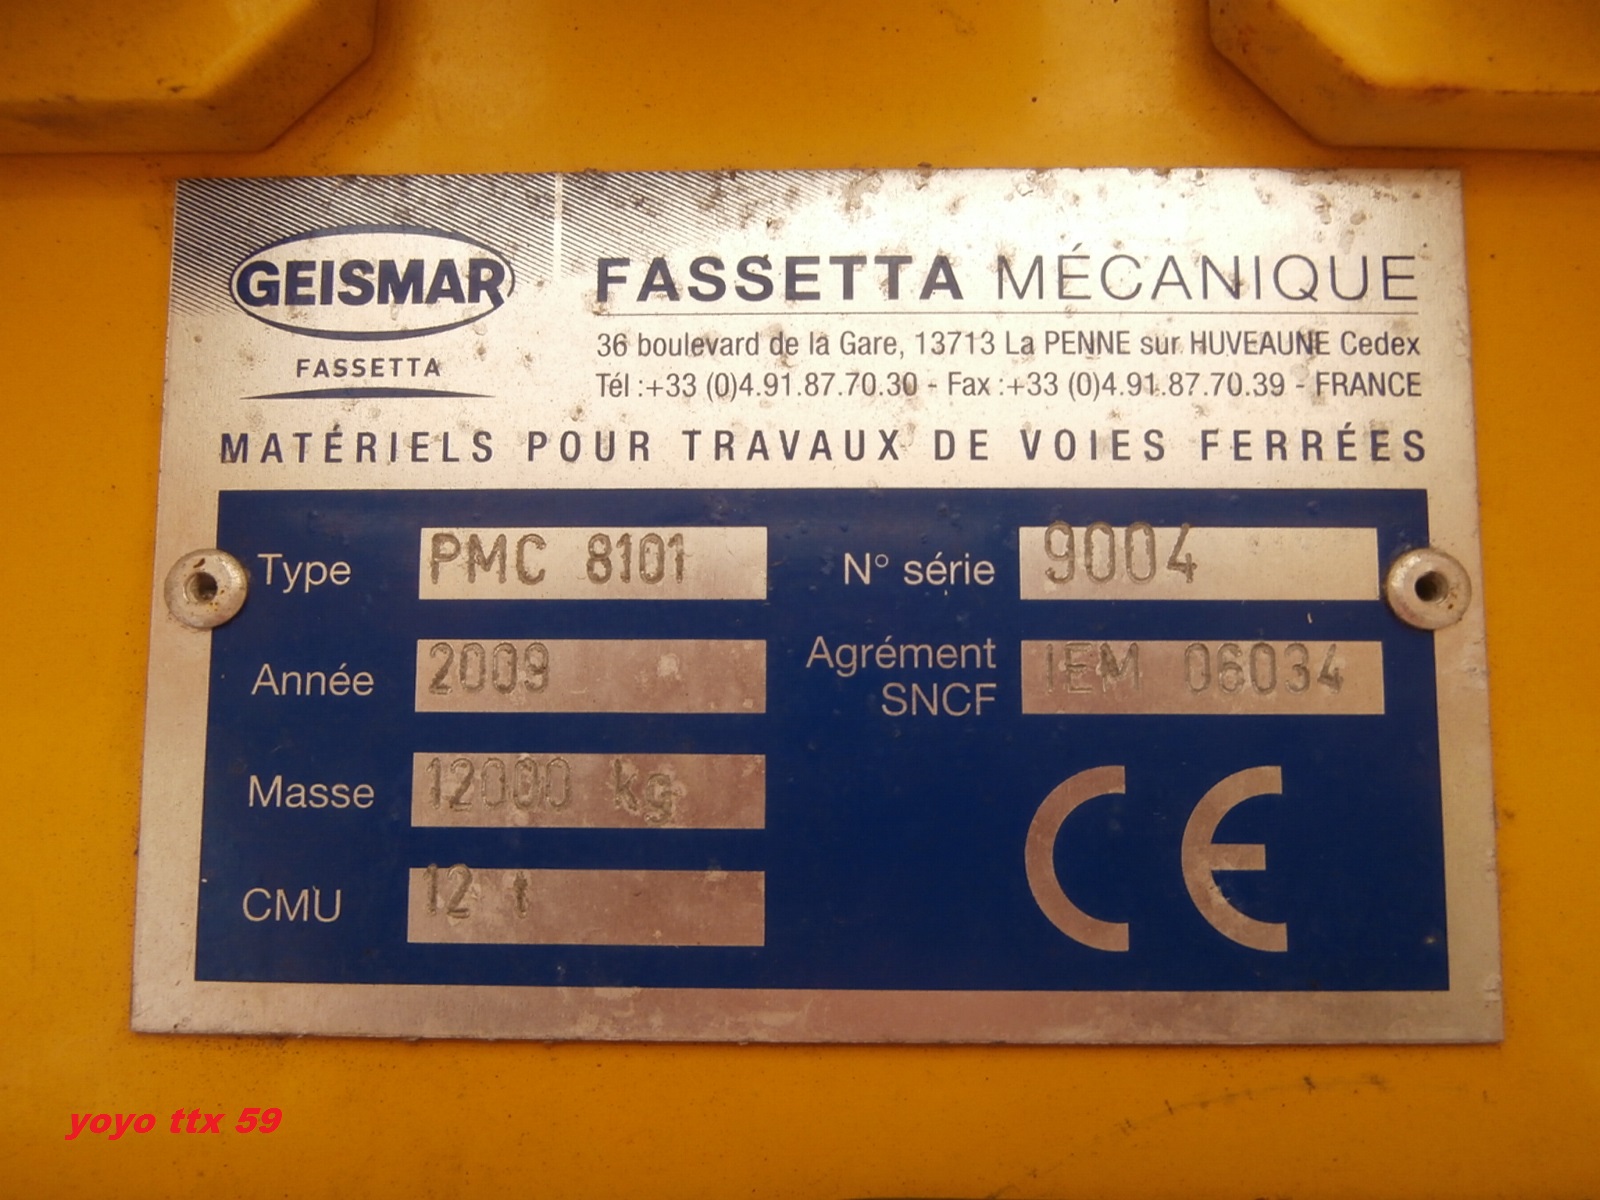 GEISMAR
FASSETTA
FASSETTA MÉCANIQUE
36 boulevard de la Gare, 13713 La PENNE sur HUVEAUNE Cedex
Tél :+33 (0)4.91.87.70.30 - Fax :+33 (0)4.91.87.70.39 - FRANCE
MATÉRIELS POUR TRAVAUX DE VOIES FERRÉES
Type PMC 8101 N° série 9004
Année 2009 Agrément SNCF IEM 06034
Masse 12000 kg
CMU 12 t
CE
yoyo ttx 59